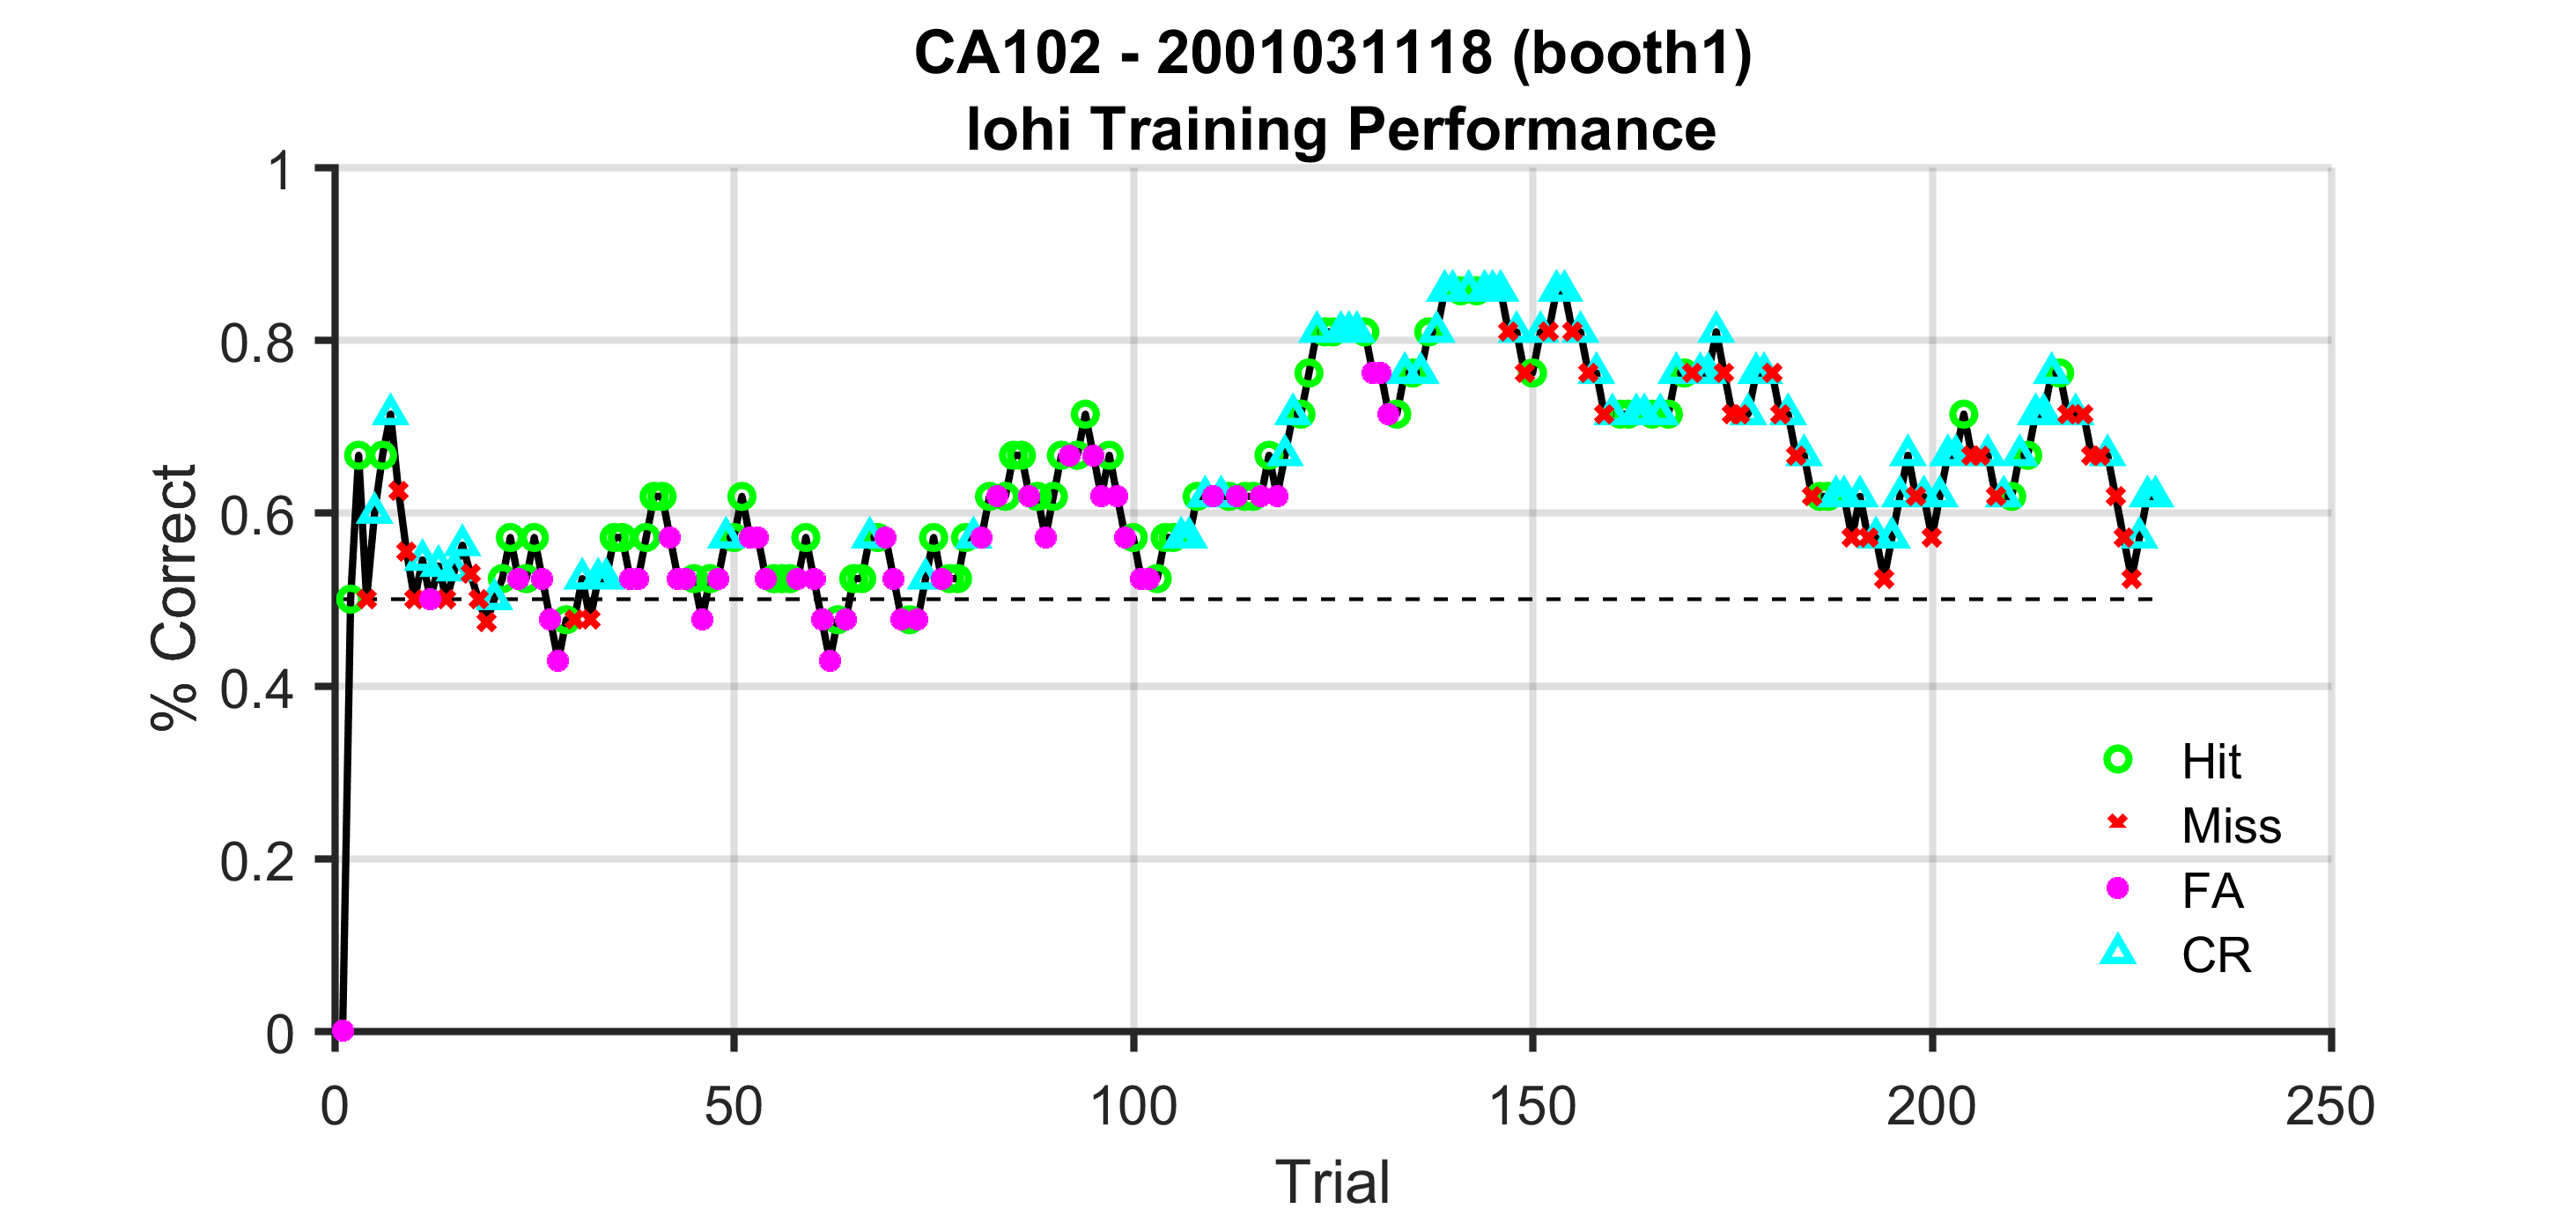 CA102 - 2001031118 (booth1)
lohi Training Performance
1
0.8
0.6
0.4
0.2
0
% Correct
Hit
Miss
FA
CR
0 50 100 150 200 250
Trial